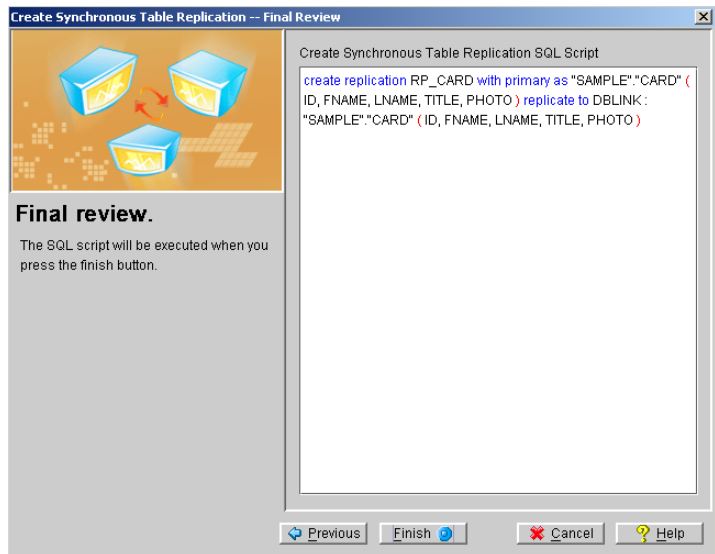 Create Synchronous Table Replication -- Final Review
Create Synchronous Table Replication SQL Script
create replication RP_CARD with primary as "SAMPLE"."CARD" (
ID, FNAME, LNAME, TITLE, PHOTO ) replicate to DBLINK :
"SAMPLE"."CARD" ( ID, FNAME, LNAME, TITLE, PHOTO )
Final review.
The SQL script will be executed when you
press the finish button.
Previous Finish Cancel Help